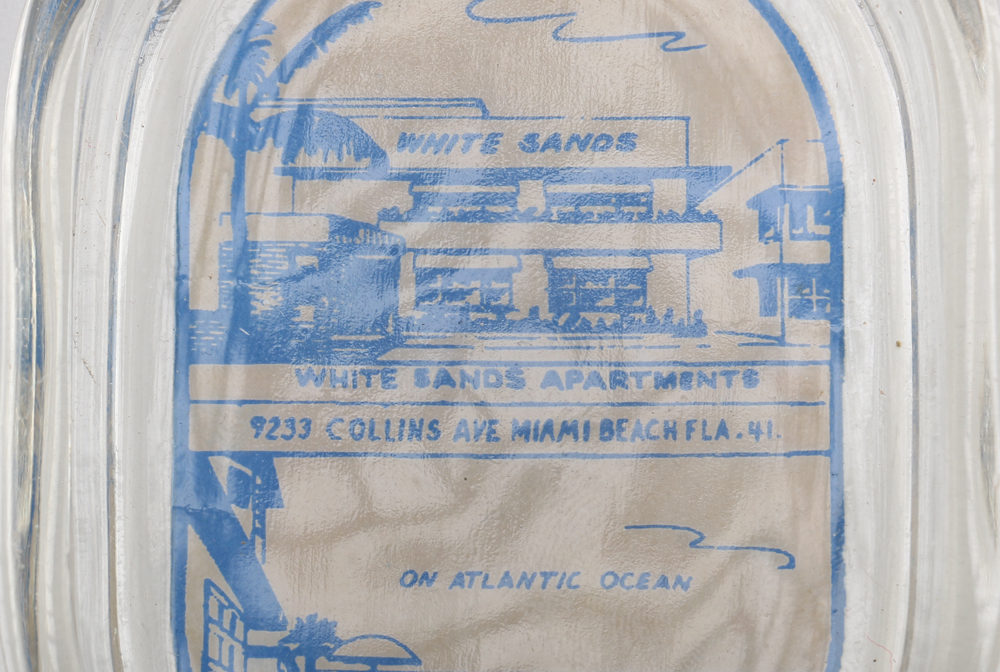 WHITE SANDS
WHITE SANDS APARTMENTS
9233 COLLINS AVE MIAMI BEACH FLA. 41.
ON ATLANTIC OCEAN